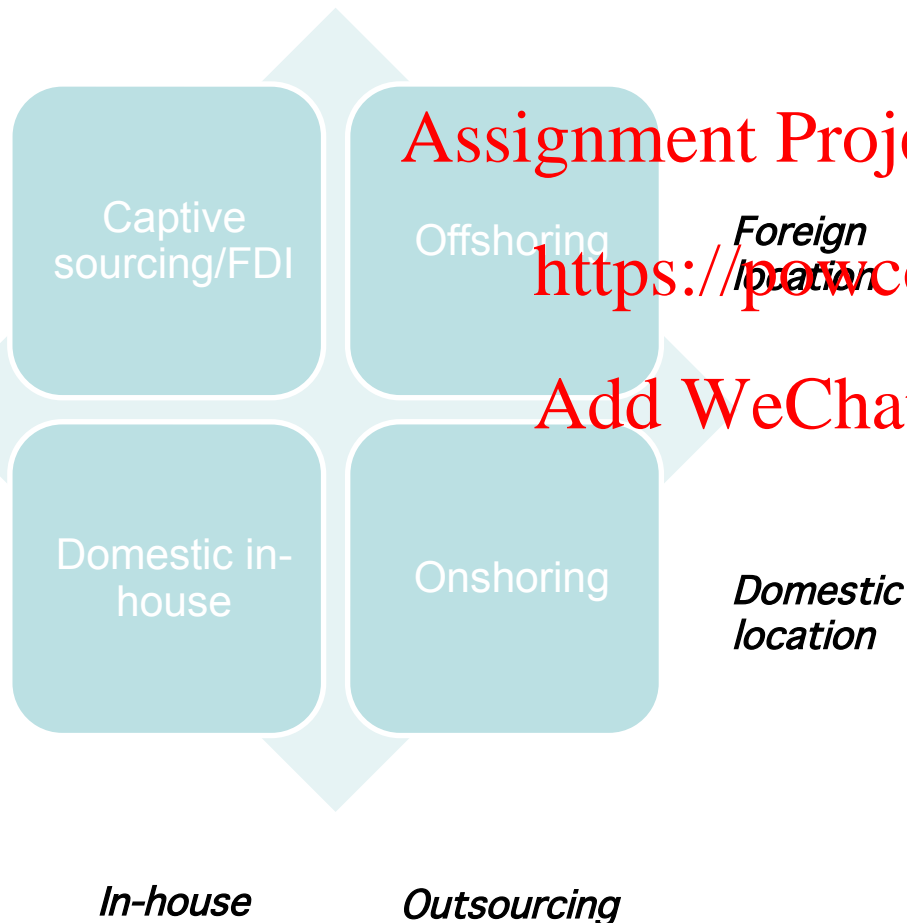 Assignment Proj
Captive
sourcing/FDI
Offshoring
Foreign
location
https://powc
Add WeCha
Domestic in-
house
Onshoring
Domestic
location
In-house
Outsourcing